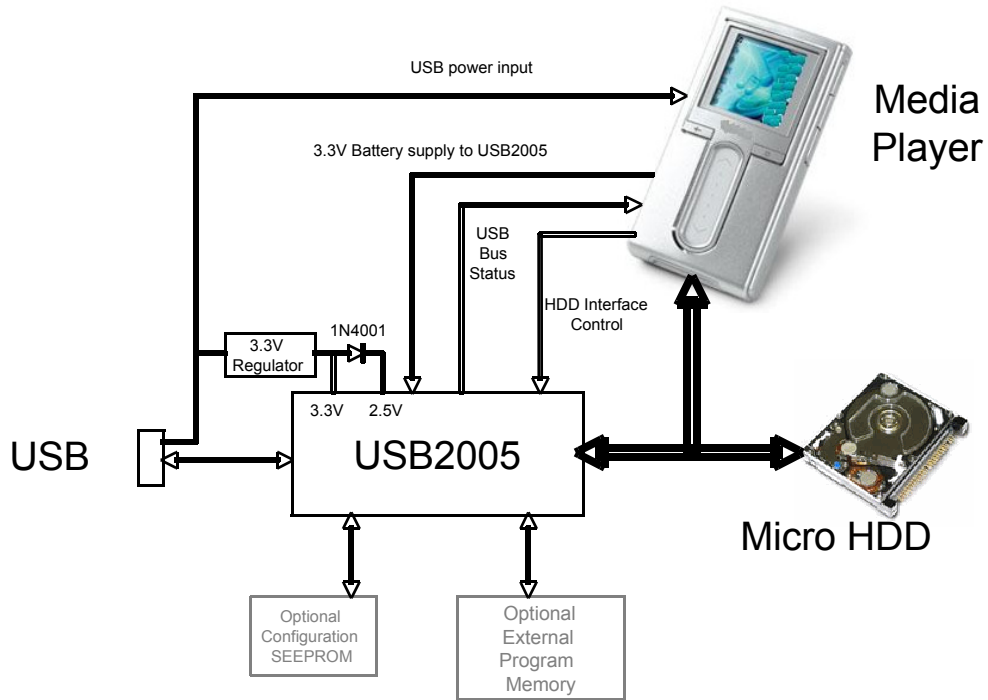 USB power input
Media
Player
3.3V Battery supply to USB2005
USB
Bus
Status
HDD Interface
Control
1N4001
3.3V
Regulator
3.3V
2.5V
USB
USB2005
Micro HDD
Optional
Configuration
SEEPROM
Optional
External
Program
Memory